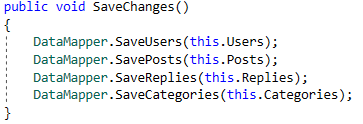 public void SaveChanges()
{
    DataMapper.SaveUsers(this.Users);
    DataMapper.SavePosts(this.Posts);
    DataMapper.SaveReplies(this.Replies);
    DataMapper.SaveCategories(this.Categories);
}